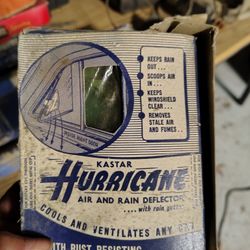 KEEPS RAIN
OUT...
SCOOPS AIR
IN...
KEEPS
WINDSHIELD
CLEAR...
REMOVES
STALE AIR
AND FUMES..
KASTAR
HURRICANE
AIR AND RAIN DEFLECTOR
....with rain gutter
COOLS AND VENTILATES ANY CAR
WITH RUST RESISTING